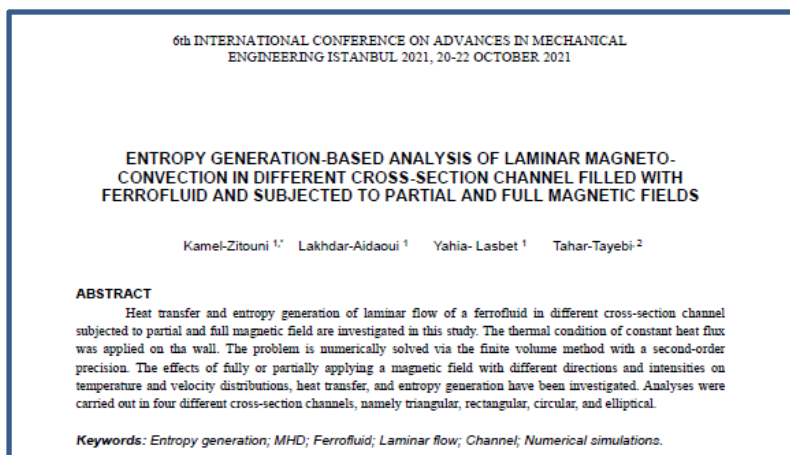 6th INTERNATIONAL CONFERENCE ON ADVANCES IN MECHANICAL
ENGINEERING ISTANBUL 2021, 20-22 OCTOBER 2021
ENTROPY GENERATION-BASED ANALYSIS OF LAMINAR MAGNETO-
CONVECTION IN DIFFERENT CROSS-SECTION CHANNEL FILLED WITH
FERROFLUID AND SUBJECTED TO PARTIAL AND FULL MAGNETIC FIELDS
Kamel-Zitouni 1,* Lakhdar-Aidaoui 1 Yahia- Lasbet 1 Tahar-Tayebi 2
ABSTRACT
Heat transfer and entropy generation of laminar flow of a ferrofluid in different cross-section channel
subjected to partial and full magnetic field are investigated in this study. The thermal condition of constant heat flux
was applied on tha wall. The problem is numerically solved via the finite volume method with a second-order
precision. The effects of fully or partially applying a magnetic field with different directions and intensities on
temperature and velocity distributions, heat transfer, and entropy generation have been investigated. Analyses were
carried out in four different cross-section channels, namely triangular, rectangular, circular, and elliptical.
Keywords: Entropy generation; MHD; Ferrofluid; Laminar flow; Channel; Numerical simulations.